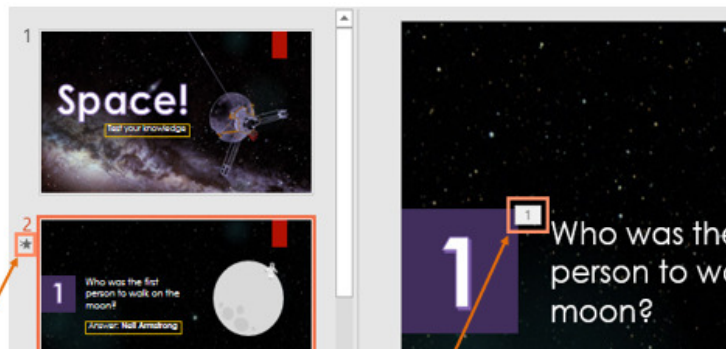 1
Space!
Test your knowledge
2
1
Who was the first
person to walk on the
moon?
Answer: Neil Armstrong
1
1
Who was the
person to wa
moon?